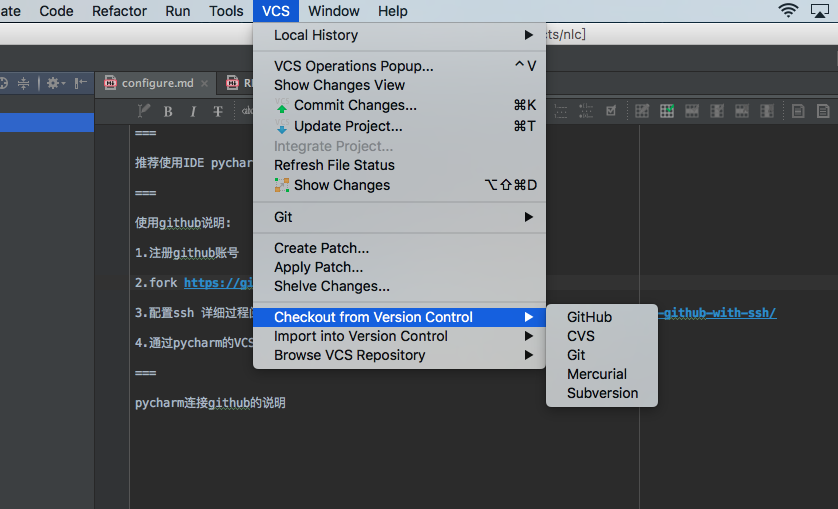 Code Refactor Run Tools VCS Window Help
Local History
cts/nlc]
VCS Operations Popup... ⌃V
configure.md
Show Changes View
Commit Changes... ⌘K
B I T
Update Project... ⌘T
===
Integrate Project...
推荐使用IDE
Refresh File Status
Show Changes ⌥⇧⌘D
===
使用github说明:
Git
1.注册github账号
Create Patch...
Apply Patch...
2.fork
Shelve Changes...
3.配置ssh 详细过程 -github-with-ssh/
Checkout from Version Control
GitHub
Import into Version Control
CVS
4.通过pycharm的VCS
Browse VCS Repository
Git
===
Mercurial
Subversion
pycharm连接github的说明